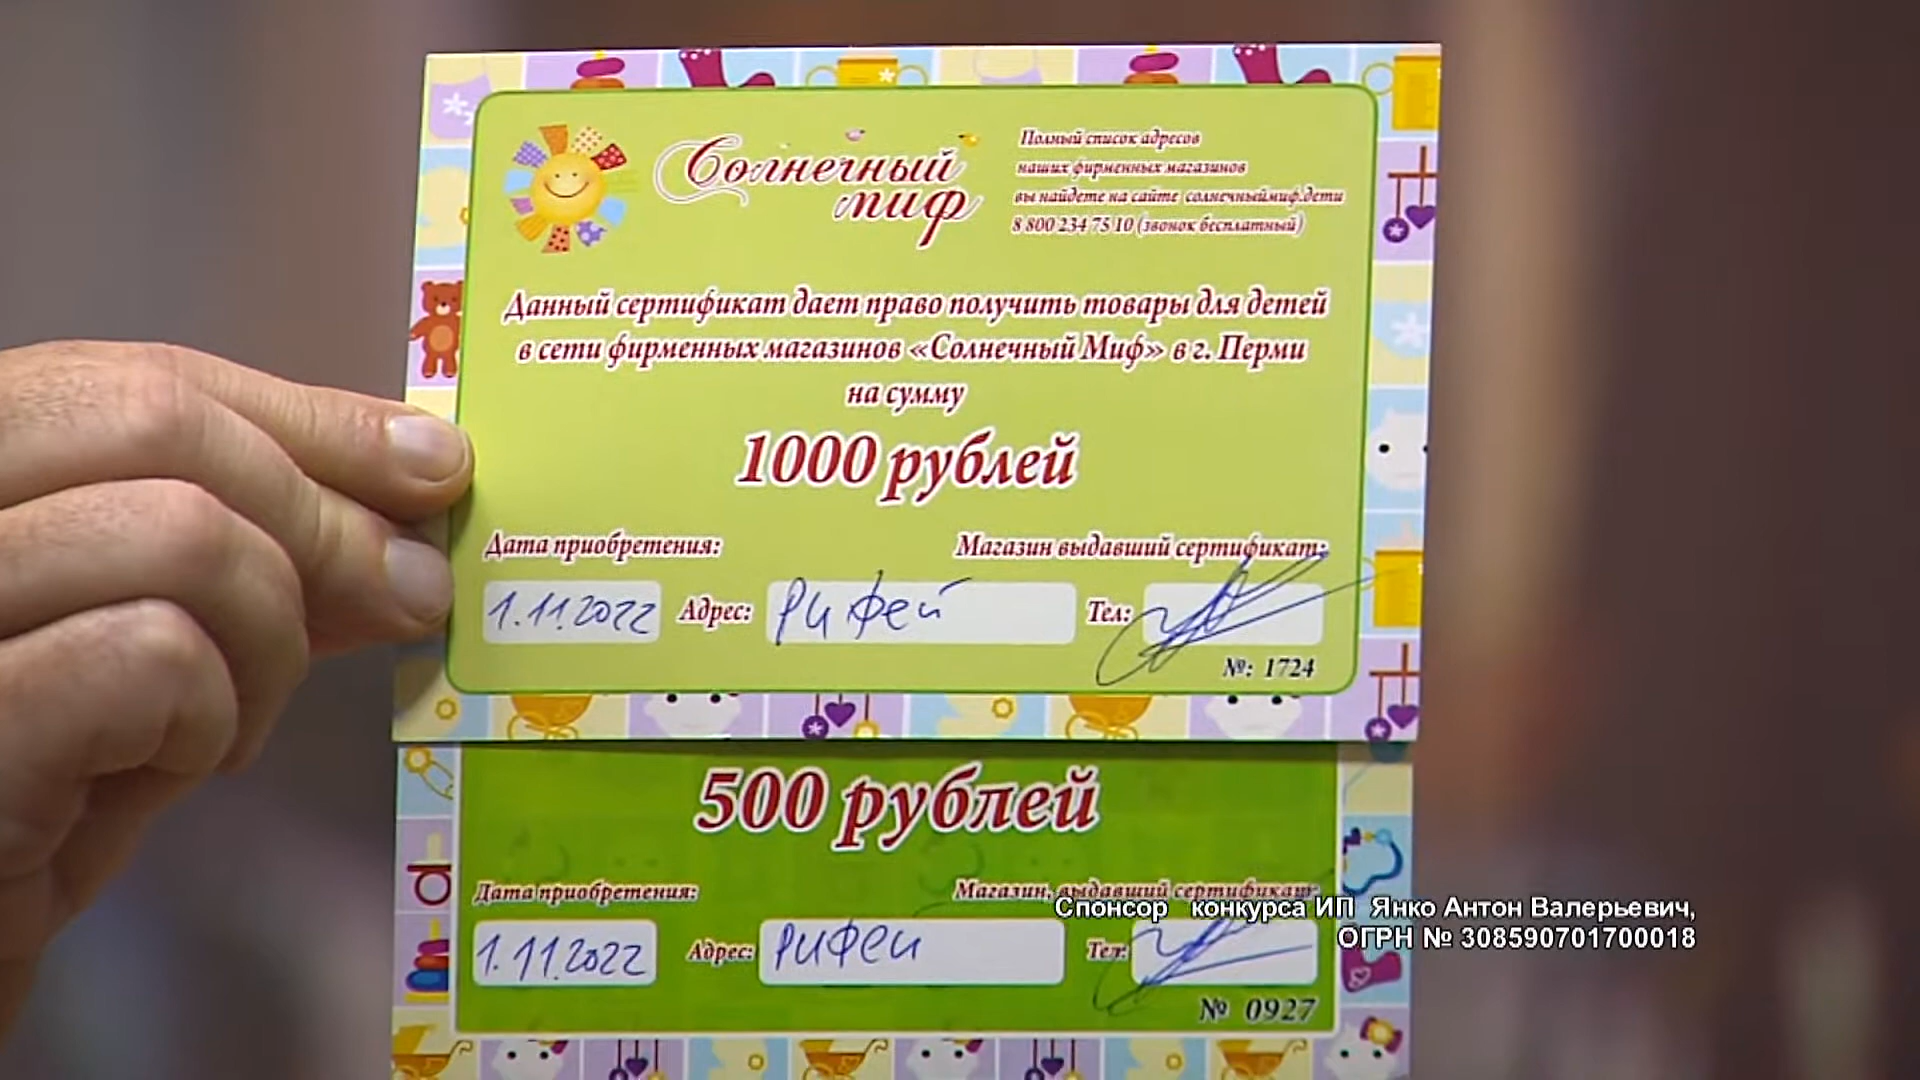 Солнечный
миф
Полный список адресов
наших фирменных магазинов
вы найдете на сайте солнечныймиф.дети
8 800 234 75 10 (звонок бесплатный)
Данный сертификат дает право получить товары для детей
в сети фирменных магазинов «Солнечный Миф» в г. Перми
на сумму
1000 рублей
Дата приобретения:
Магазин выдавший сертификат:
1.11.2022 Адрес: Рифей Тел:
№: 1724
500 рублей
Дата приобретения:
Магазин, выдавший сертификат:
1.11.2022 Адрес: Рифей Тел:
№ 0927
Спонсор конкурса ИП Янко Антон Валерьевич,
ОГРН № 308590701700018